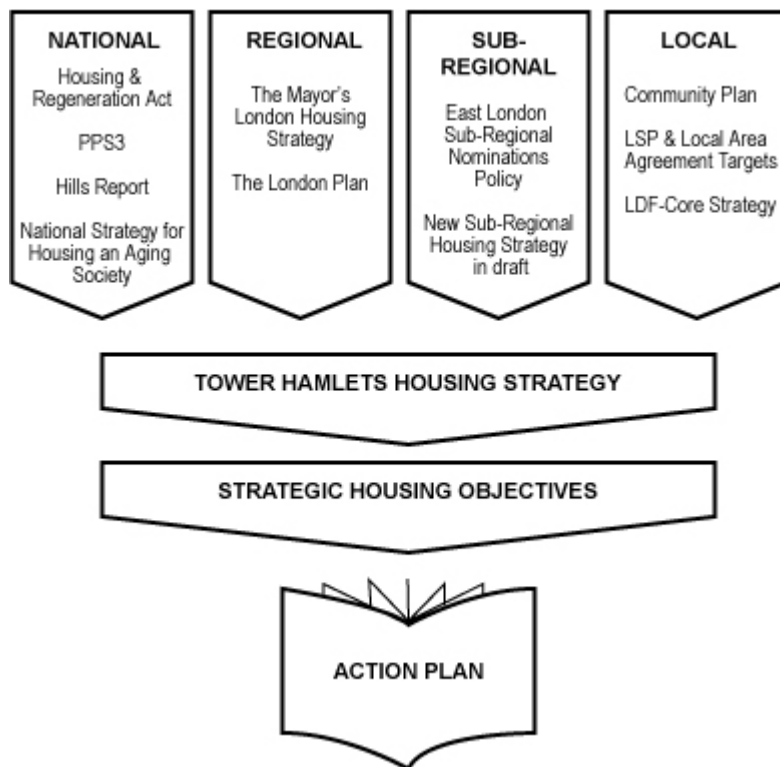 NATIONAL
Housing &
Regeneration Act
PPS3
Hills Report
National Strategy for
Housing an Aging
Society
REGIONAL
The Mayor's
London Housing
Strategy
The London Plan
SUB-
REGIONAL
East London
Sub-Regional
Nominations
Policy
New Sub-Regional
Housing Strategy
in draft
LOCAL
Community Plan
LSP & Local Area
Agreement Targets
LDF-Core Strategy
TOWER HAMLETS HOUSING STRATEGY
STRATEGIC HOUSING OBJECTIVES
ACTION PLAN